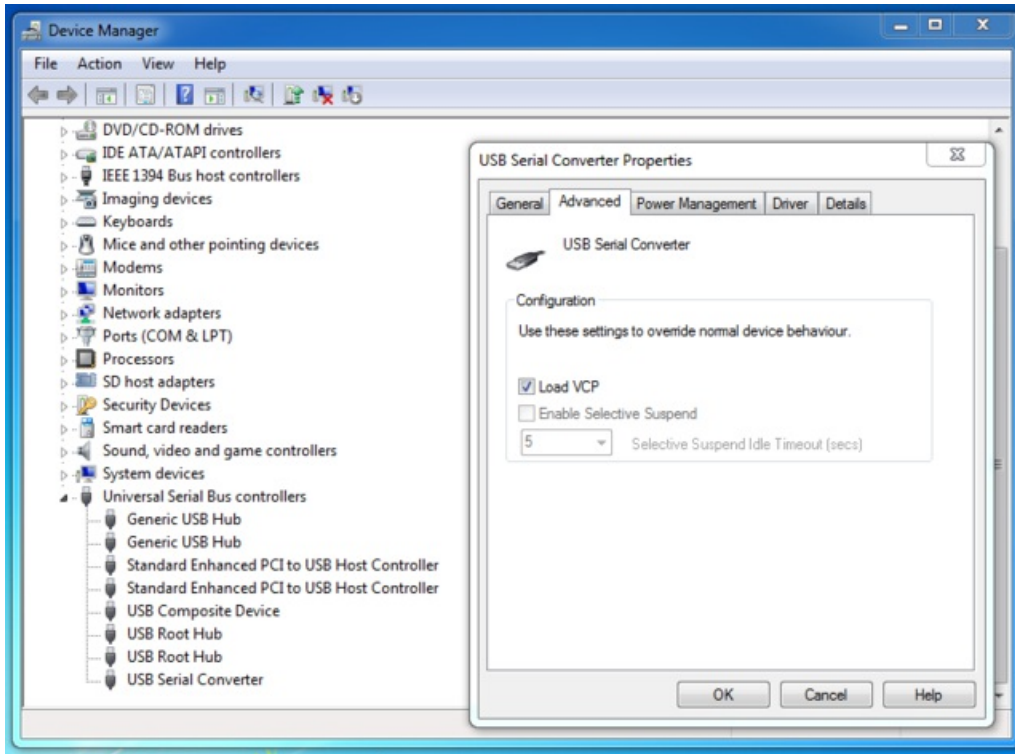 Device Manager
File Action View Help
DVD/CD-ROM drives
IDE ATA/ATAPI controllers
IEEE 1394 Bus host controllers
Imaging devices
Keyboards
Mice and other pointing devices
Modems
Monitors
Network adapters
Ports (COM & LPT)
Processors
SD host adapters
Security Devices
Smart card readers
Sound, video and game controllers
System devices
Universal Serial Bus controllers
Generic USB Hub
Generic USB Hub
Standard Enhanced PCI to USB Host Controller
Standard Enhanced PCI to USB Host Controller
USB Composite Device
USB Root Hub
USB Root Hub
USB Serial Converter
USB Serial Converter Properties
General Advanced Power Management Driver Details
USB Serial Converter
Configuration
Use these settings to override normal device behaviour.
Load VCP
Enable Selective Suspend
5 Selective Suspend Idle Timeout (secs)
OK Cancel Help